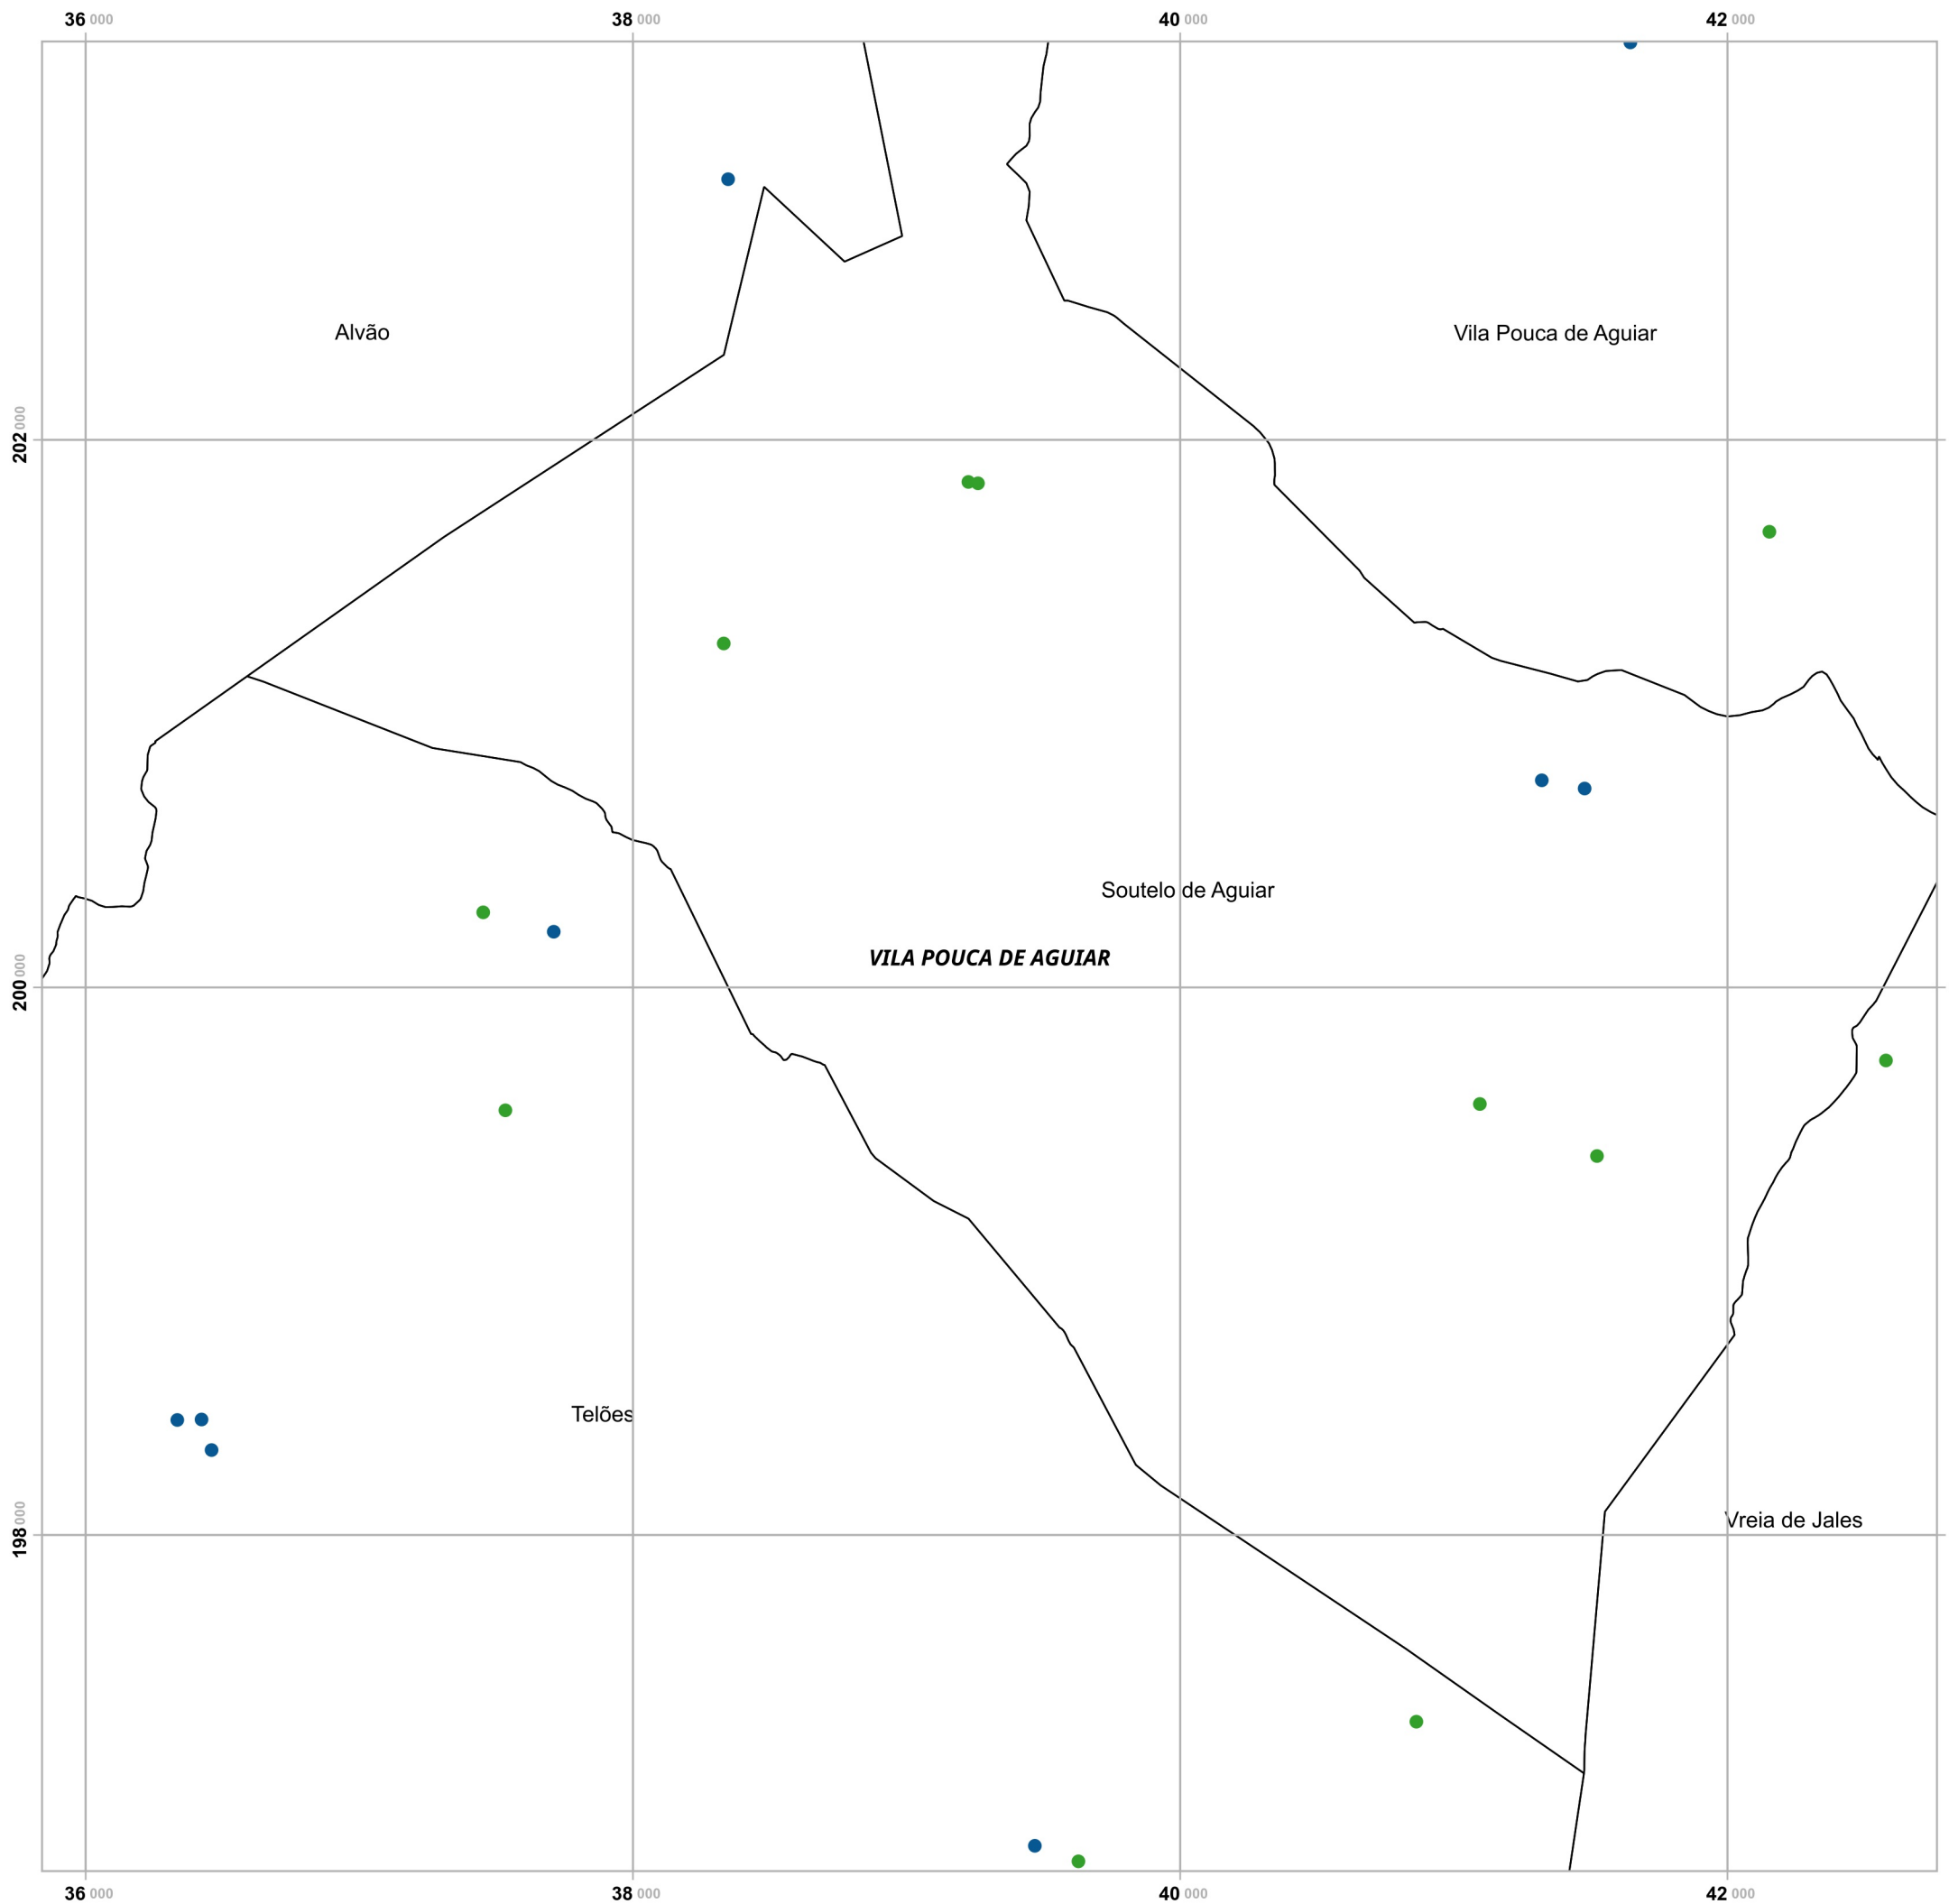 36 000 38 000 40 000 42 000
Alvão
Vila Pouca de Aguiar
202 000
Soutelo de Aguiar
VILA POUCA DE AGUIAR
200 000
Telões
Vreia de Jales
198 000
36 000 38 000 40 000 42 000